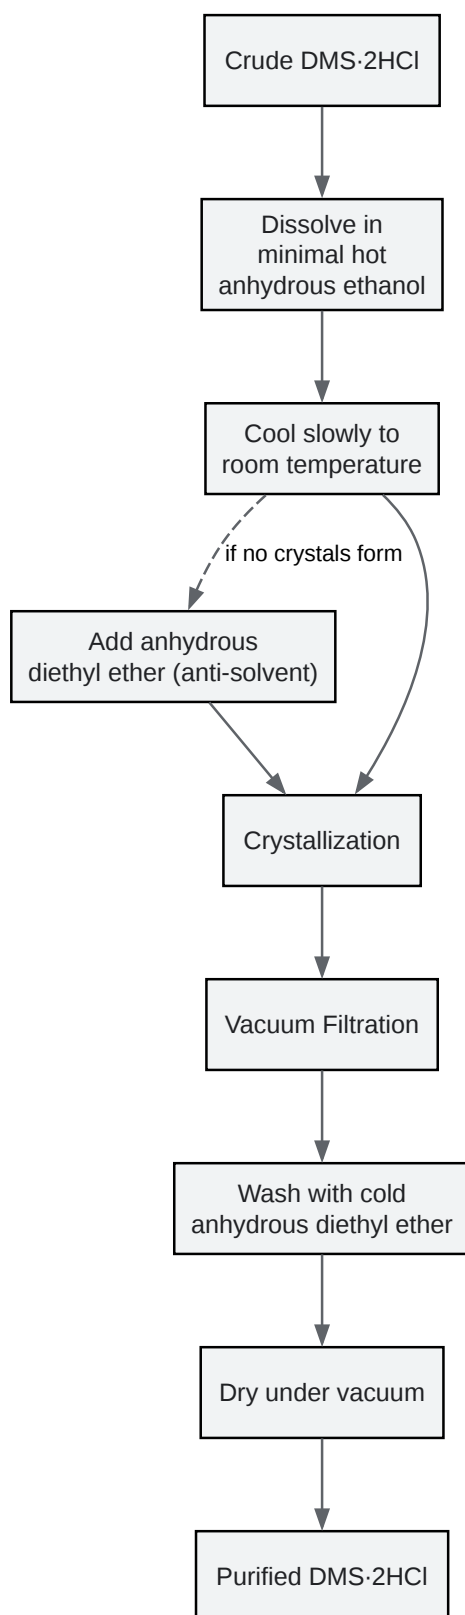 Crude DMS·2HCl
Dissolve in
minimal hot
anhydrous ethanol
Cool slowly to
room temperature
if no crystals form
Add anhydrous
diethyl ether (anti-solvent)
Crystallization
Vacuum Filtration
Wash with cold
anhydrous diethyl ether
Dry under vacuum
Purified DMS·2HCl